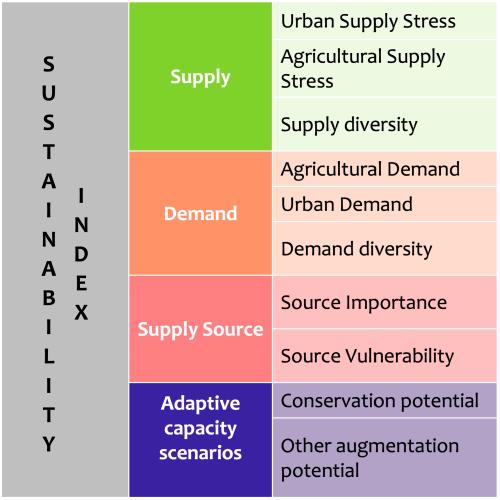 SUSTAINABILITY
INDEX
Supply
Urban Supply Stress
Agricultural Supply
Stress
Supply diversity
Demand
Agricultural Demand
Urban Demand
Demand diversity
Supply Source
Source Importance
Source Vulnerability
Adaptive
capacity
scenarios
Conservation potential
Other augmentation
potential